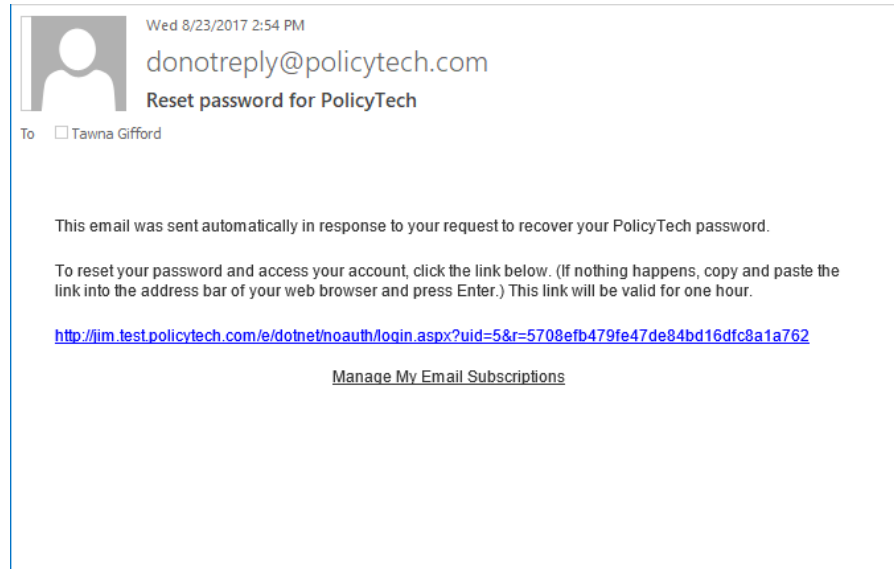 Wed 8/23/2017 2:54 PM
donotreply@policytech.com
Reset password for PolicyTech
To Tawna Gifford
This email was sent automatically in response to your request to recover your PolicyTech password.
To reset your password and access your account, click the link below. (If nothing happens, copy and paste the
link into the address bar of your web browser and press Enter.) This link will be valid for one hour.
http://jim.test.policytech.com/e/dotnet/noauth/login.aspx?uid=5&r=5708efb479fe47de84bd16dfc8a1a762
Manage My Email Subscriptions